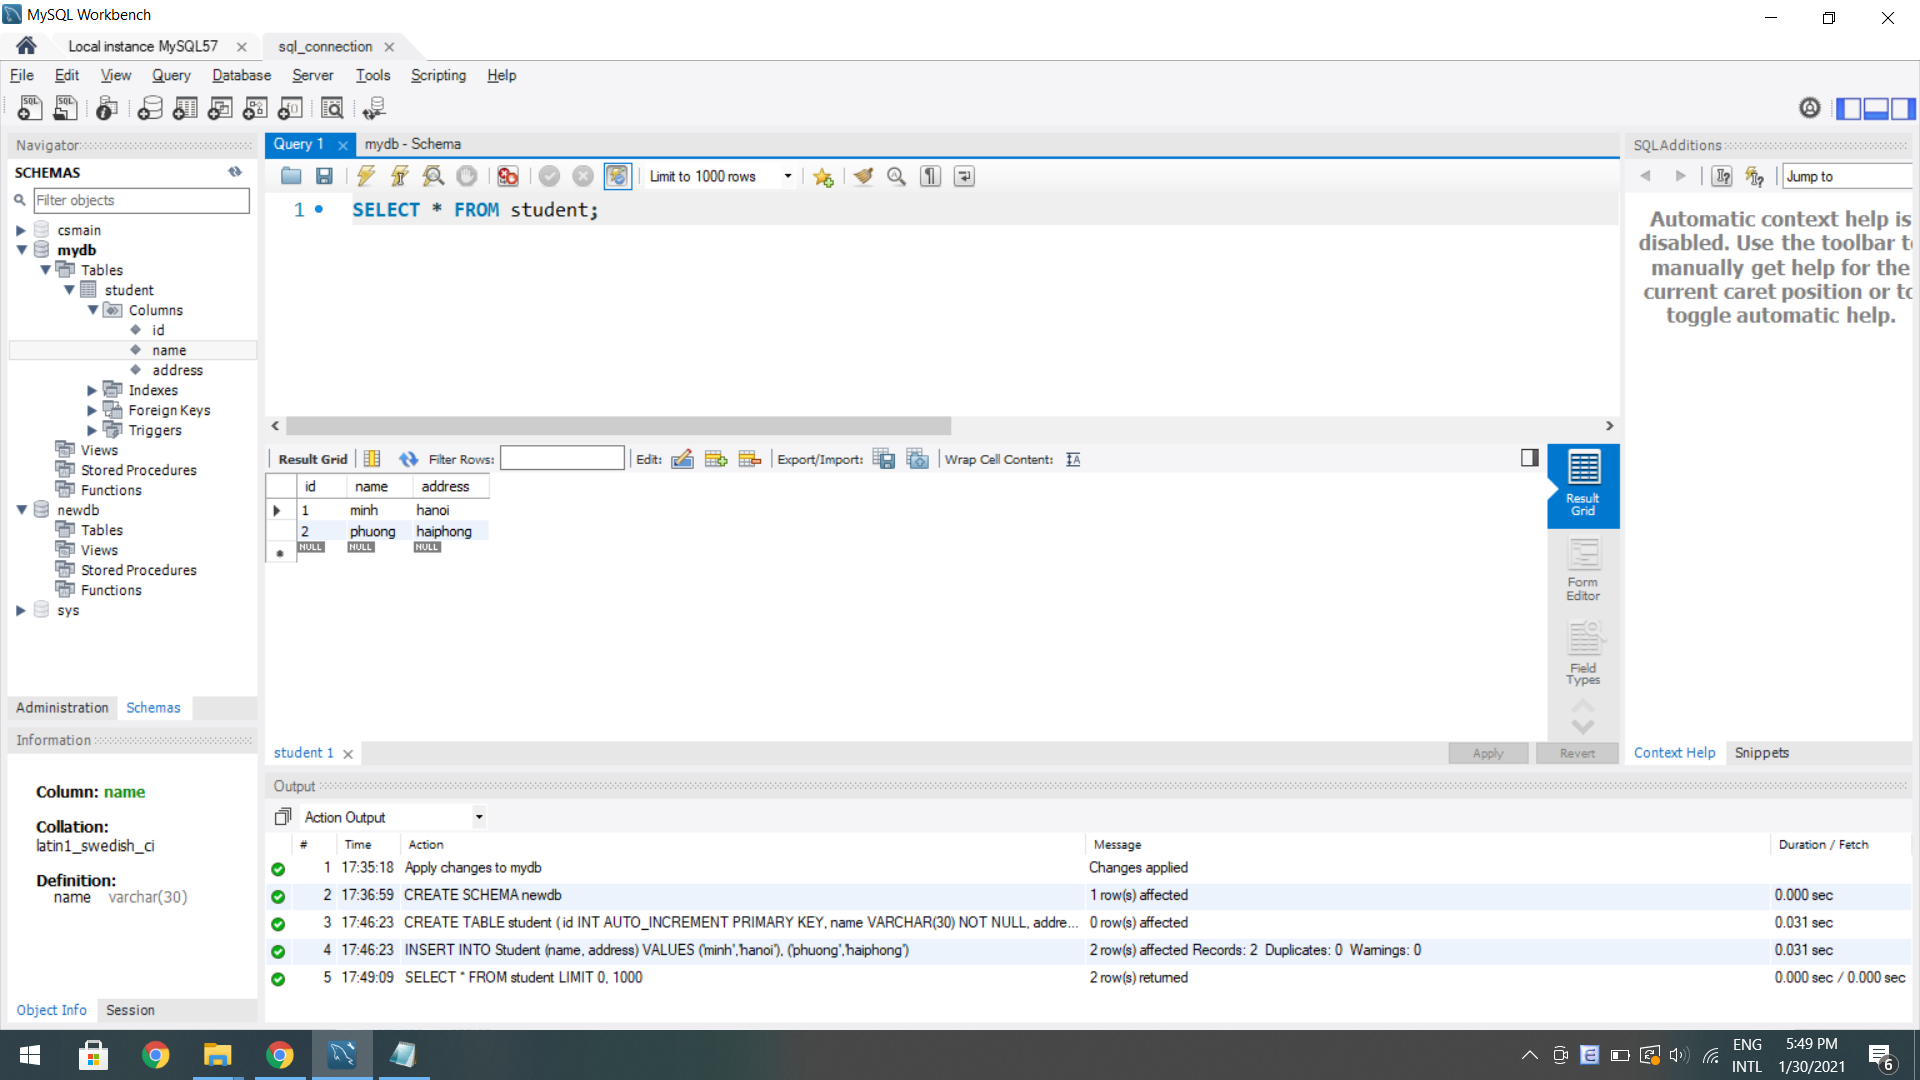 MySQL Workbench
Local instance MySQL57
sql_connection
File Edit View Query Database Server Tools Scripting Help
Navigator
SCHEMAS
Filter objects
csmain
mydb
Tables
student
Columns
id
name
address
Indexes
Foreign Keys
Triggers
Views
Stored Procedures
Functions
newdb
Tables
Views
Stored Procedures
Functions
sys
Administration Schemas
Information
Column: name
Collation:
latin1_swedish_ci
Definition:
name varchar(30)
Object Info Session
Query 1
mydb - Schema
Limit to 1000 rows
1 SELECT * FROM student;
Result Grid Filter Rows: Edit: Export/Import: Wrap Cell Content:
id name address
1 minh hanoi
2 phuong haiphong
NULL NULL NULL
Result
Grid
Form
Editor
Field
Types
student 1
Apply Revert
SQLAdditions
Jump to
Automatic context help is
disabled. Use the toolbar to
manually get help for the
current caret position or to
toggle automatic help.
Context Help Snippets
Output
Action Output
# Time Action Message Duration / Fetch
1 17:35:18 Apply changes to mydb Changes applied
2 17:36:59 CREATE SCHEMA newdb 1 row(s) affected 0.000 sec
3 17:46:23 CREATE TABLE student ( id INT AUTO_INCREMENT PRIMARY KEY, name VARCHAR(30) NOT NULL, addre... 0 row(s) affected 0.031 sec
4 17:46:23 INSERT INTO Student (name, address) VALUES ('minh','hanoi'), ('phuong','haiphong') 2 row(s) affected Records: 2 Duplicates: 0 Warnings: 0 0.031 sec
5 17:49:09 SELECT * FROM student LIMIT 0, 1000 2 row(s) returned 0.000 sec / 0.000 sec
ENG
INTL
5:49 PM
1/30/2021
6